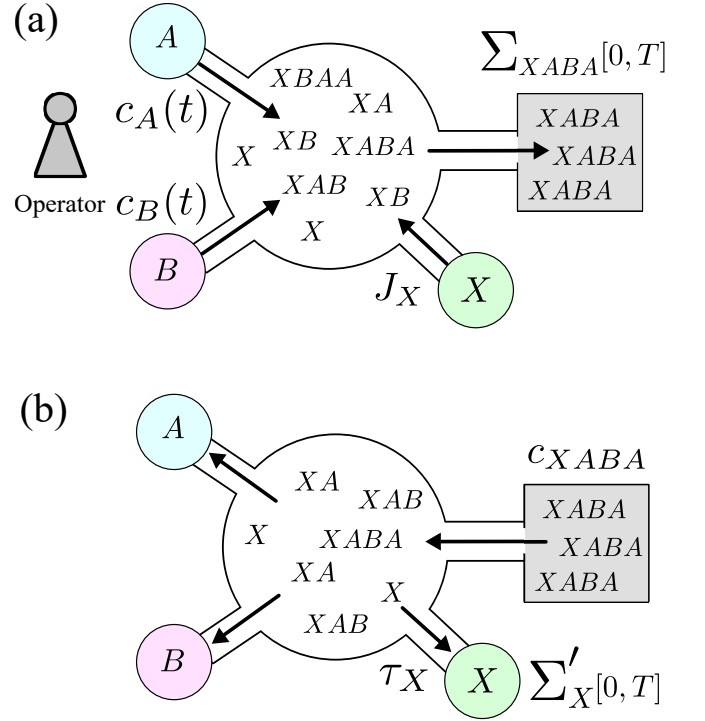 (a)
A
∑_{XABA}[0, T]
XBAA
XA
c_A(t)
XABA
X
XB
XABA
XABA
XAB
XB
XABA
Operator
c_B(t)
X
B
J_X
X
(b)
A
c_{XABA}
XA
XAB
XABA
X
XABA
XABA
XA
X
XABA
XAB
B
τ_X
X
∑′_X[0, T]